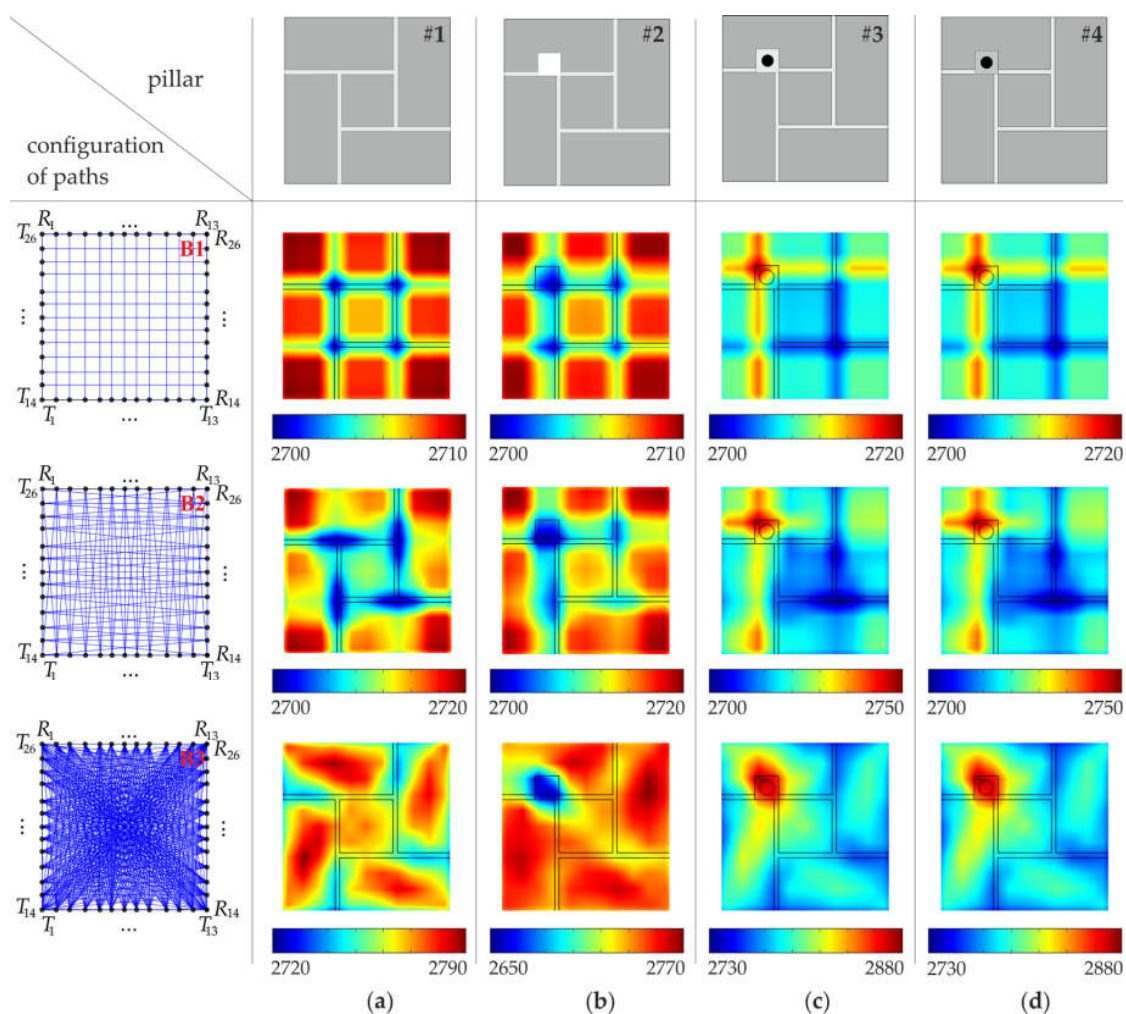 #1 #2 #3 #4
pillar
configuration
of paths
R1 ... R13
T26 B1 R26
⋮ ⋮
T14 R14
T1 ... T13
2700 2710 2700 2710 2700 2720 2700 2720
R1 ... R13
T26 B2 R26
⋮ ⋮
T14 R14
T1 ... T13
2700 2720 2700 2720 2700 2750 2700 2750
R1 ... R13
T26 B3 R26
⋮ ⋮
T14 R14
T1 ... T13
2720 2790 2650 2770 2730 2880 2730 2880
(a) (b) (c) (d)